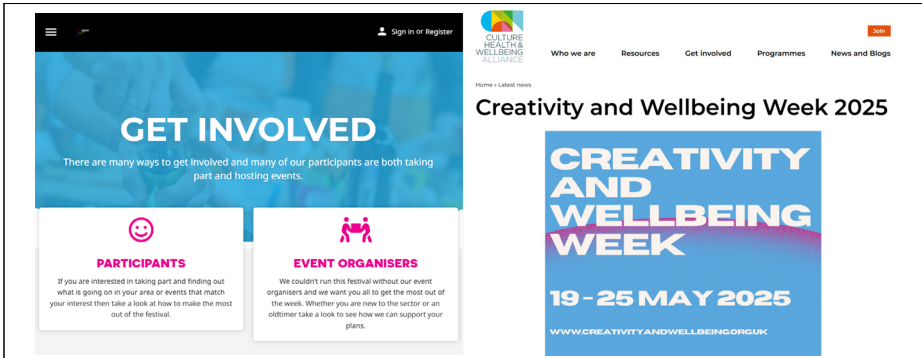 Sign in or Register
GET INVOLVED
There are many ways to get involved and many of our participants are both taking
part and hosting events.
PARTICIPANTS
If you are interested in taking part and finding out
what is going on in your area or events that match
your interest then take a look at how to make the most
out of the festival.
EVENT ORGANISERS
We couldn't run this festival without our event
organisers and we want you all to get the most out of
the week. Whether you are new to the sector or an
oldtimer take a look to see how we can support your
plans.
CULTURE
HEALTH &
WELLBEING
ALLIANCE
Join
Who we are Resources Get involved Programmes News and Blogs
Home » Latest news
Creativity and Wellbeing Week 2025
CREATIVITY
AND
WELLBEING
WEEK
19 - 25 MAY 2025
WWW.CREATIVITYANDWELLBEING.ORG.UK